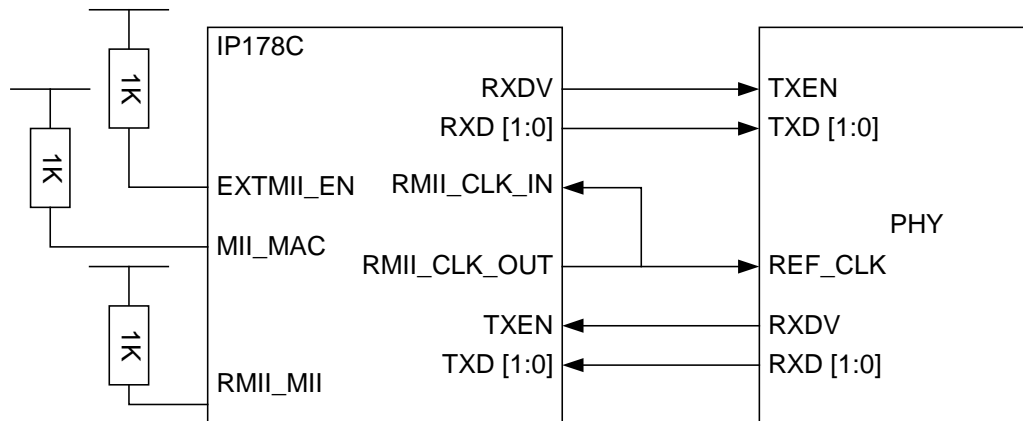 IP178C
1K
1K
1K
EXTMII_EN
MII_MAC
RMII_MII
RXDV
RXD [1:0]
RMII_CLK_IN
RMII_CLK_OUT
TXEN
TXD [1:0]
TXEN
TXD [1:0]
PHY
REF_CLK
RXDV
RXD [1:0]